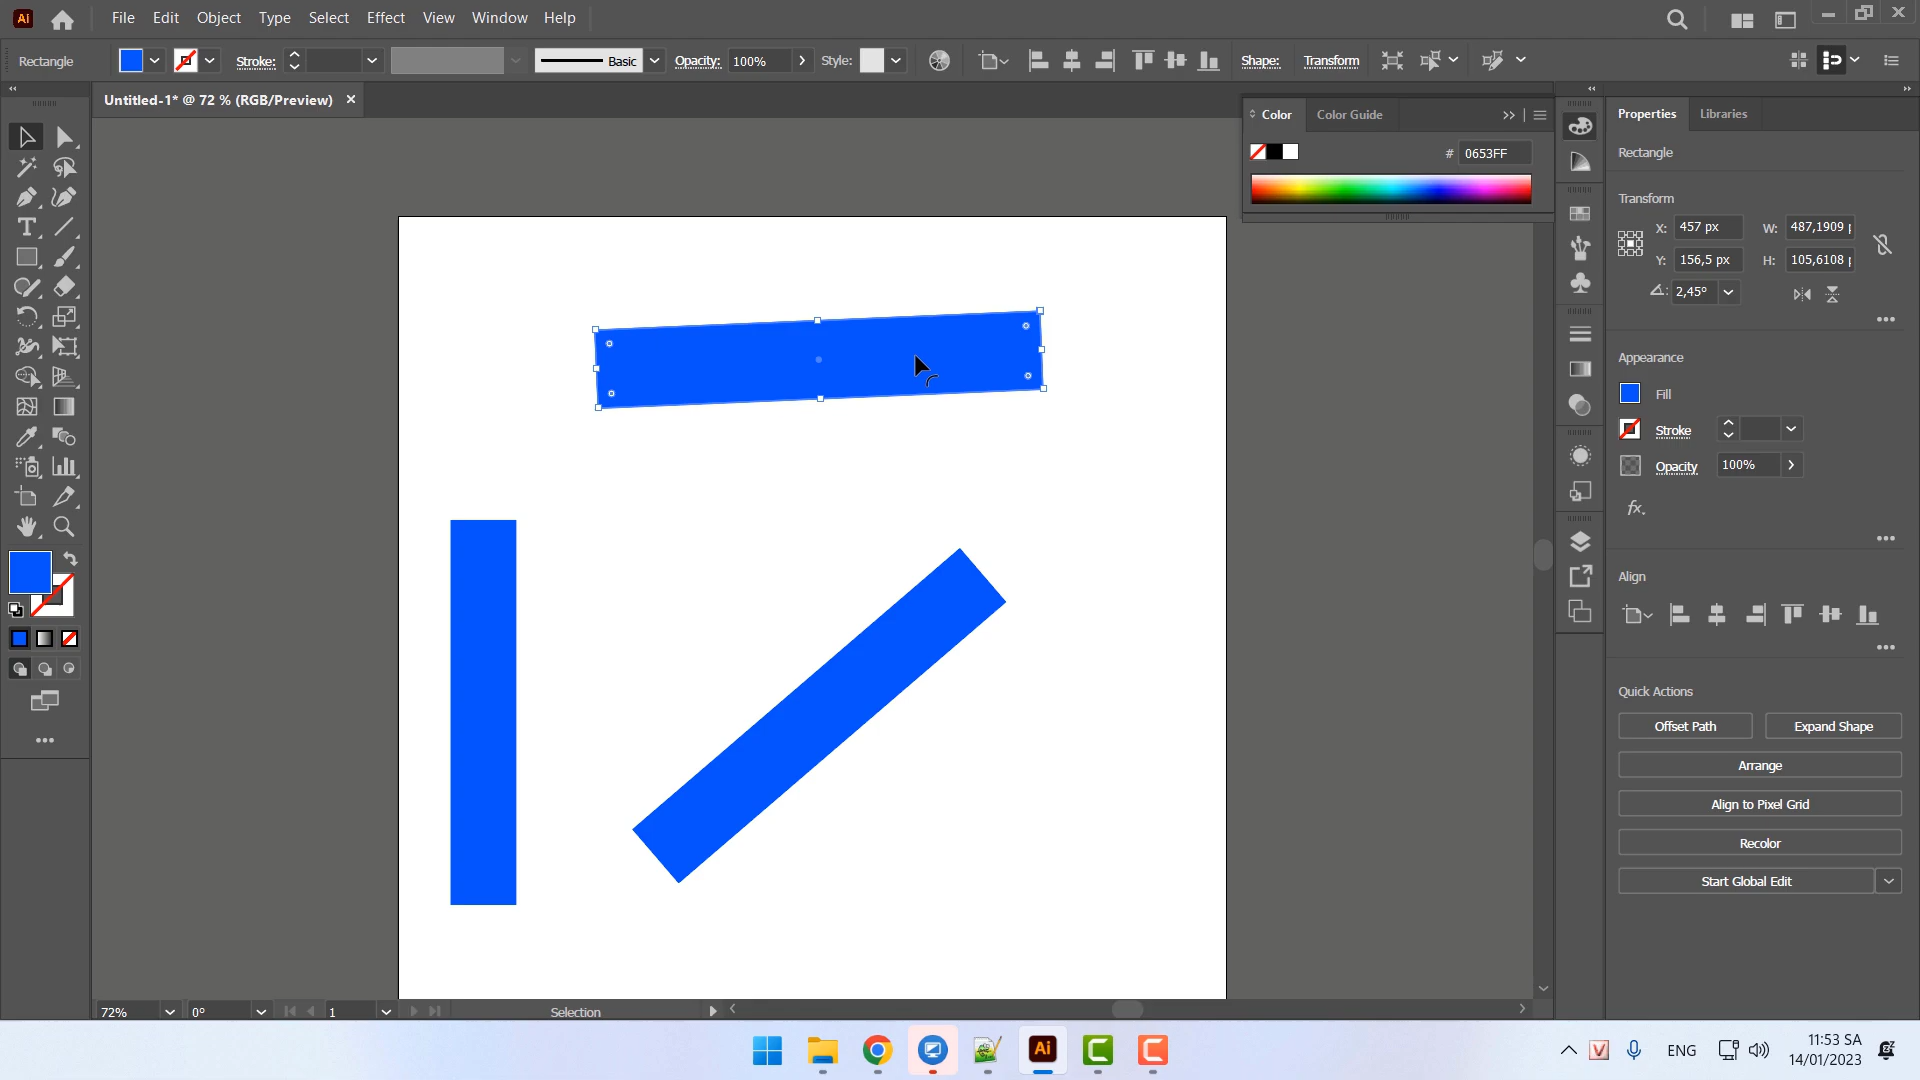 Ai File Edit Object Type Select Effect View Window Help
Rectangle Stroke: Basic Opacity: 100% Style: Shape: Transform
Untitled-1* @ 72 % (RGB/Preview) ×
Color Color Guide
# 0653FF
Properties Libraries
Rectangle
Transform
X: 457 px W: 487,1909
Y: 156,5 px H: 105,6108
2,45°
Appearance
Fill
Stroke
Opacity 100%
fx.
Align
Quick Actions
Offset Path Expand Shape
Arrange
Align to Pixel Grid
Recolor
Start Global Edit
72% 0° 1 Selection
Ai ENG 11:53 SA
14/01/2023